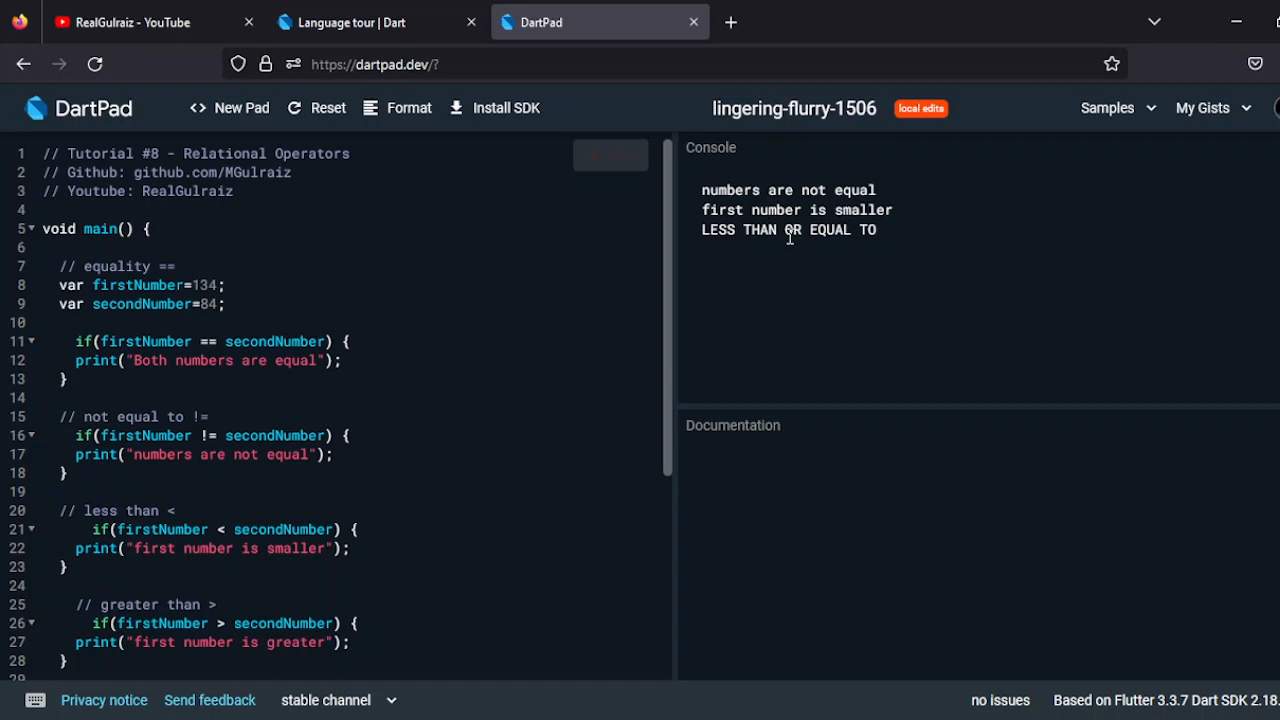 RealGulraiz - YouTube
Language tour | Dart
DartPad
https://dartpad.dev/?
DartPad
New Pad
Reset
Format
Install SDK
lingering-flurry-1506
local edits
Samples
My Gists
1 // Tutorial #8 - Relational Operators
2 // Github: github.com/MGulraiz
3 // Youtube: RealGulraiz
4
5 void main() {
6
7 // equality ==
8 var firstNumber=134;
9 var secondNumber=84;
10
11 if(firstNumber == secondNumber) {
12 print("Both numbers are equal");
13 }
14
15 // not equal to !=
16 if(firstNumber != secondNumber) {
17 print("numbers are not equal");
18 }
19
20 // less than <
21 if(firstNumber < secondNumber) {
22 print("first number is smaller");
23 }
24
25 // greater than >
26 if(firstNumber > secondNumber) {
27 print("first number is greater");
28 }
29
Console
numbers are not equal
first number is smaller
LESS THAN OR EQUAL TO
Documentation
Privacy notice
Send feedback
stable channel
no issues
Based on Flutter 3.3.7 Dart SDK 2.18.